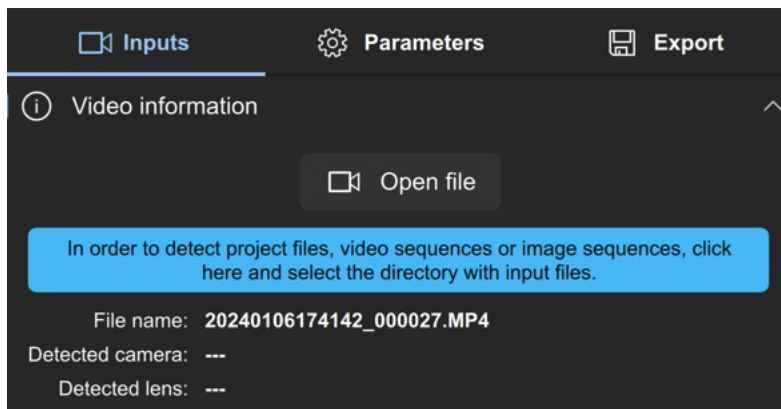 Inputs
Parameters
Export
Video information
Open file
In order to detect project files, video sequences or image sequences, click
here and select the directory with input files.
File name: 20240106174142_000027.MP4
Detected camera: ---
Detected lens: ---